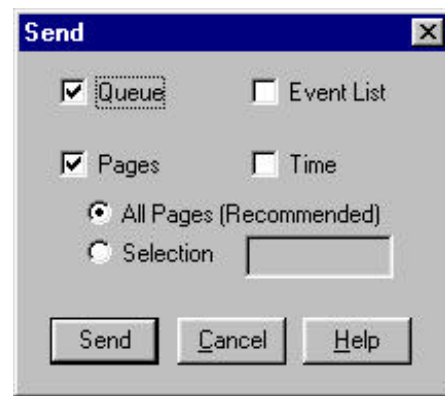 Send
Queue Event List
Pages Time
All Pages (Recommended)
Selection
Send Cancel Help